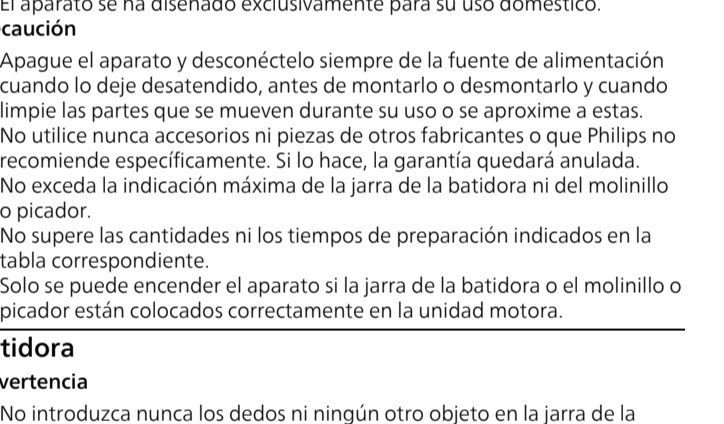 El aparato se ha diseñado exclusivamente para su uso doméstico.
caución
Apague el aparato y desconéctelo siempre de la fuente de alimentación
cuando lo deje desatendido, antes de montarlo o desmontarlo y cuando
limpie las partes que se mueven durante su uso o se aproxime a estas.
No utilice nunca accesorios ni piezas de otros fabricantes o que Philips no
recomiende específicamente. Si lo hace, la garantía quedará anulada.
No exceda la indicación máxima de la jarra de la batidora ni del molinillo
o picador.
No supere las cantidades ni los tiempos de preparación indicados en la
tabla correspondiente.
Solo se puede encender el aparato si la jarra de la batidora o el molinillo o
picador están colocados correctamente en la unidad motora.
tidora
vertencia
No introduzca nunca los dedos ni ningún otro objeto en la jarra de la